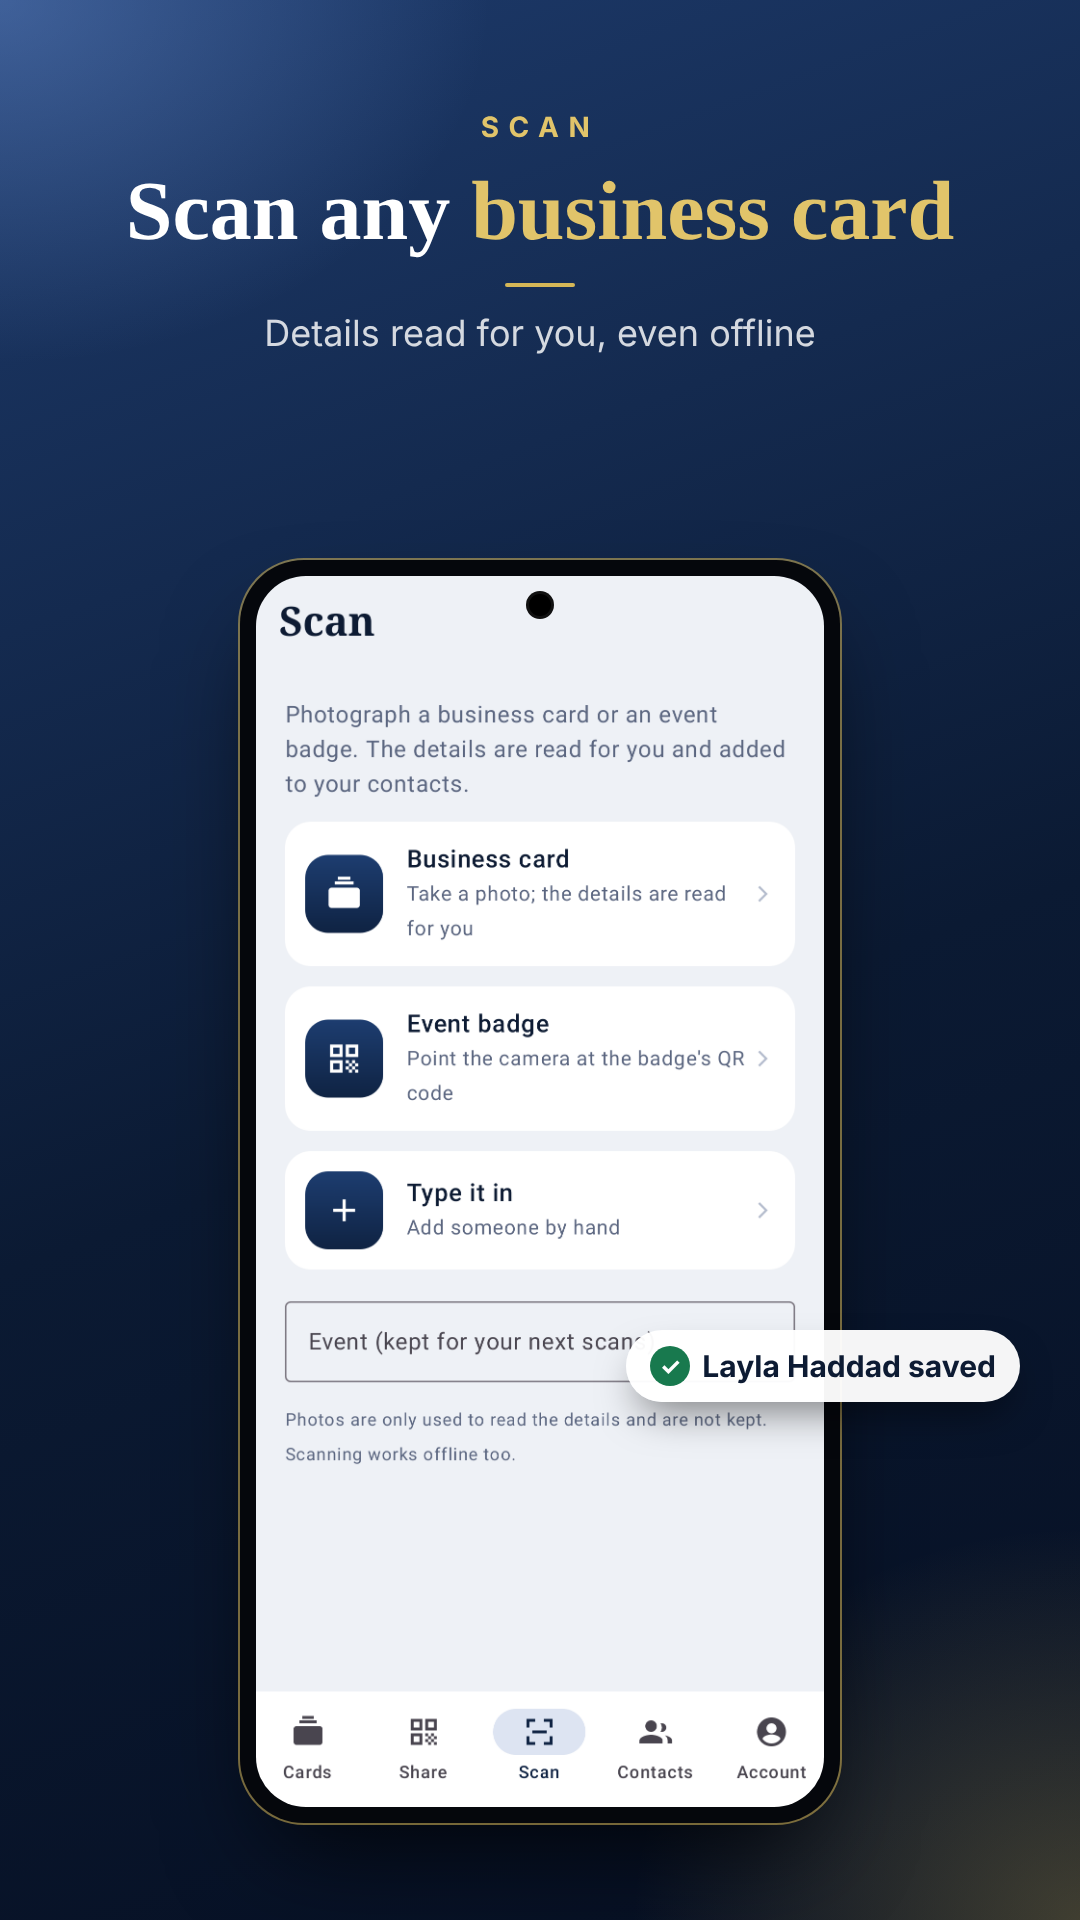 SCAN
Scan any business card
Details read for you, even offline
Scan
Photograph a business card or an event
badge. The details are read for you and added
to your contacts.
Business card
Take a photo; the details are read
for you
Event badge
Point the camera at the badge's QR
code
Type it in
Add someone by hand
Event (kept for your next scans)
Layla Haddad saved
Photos are only used to read the details and are not kept.
Scanning works offline too.
Cards
Share
Scan
Contacts
Account